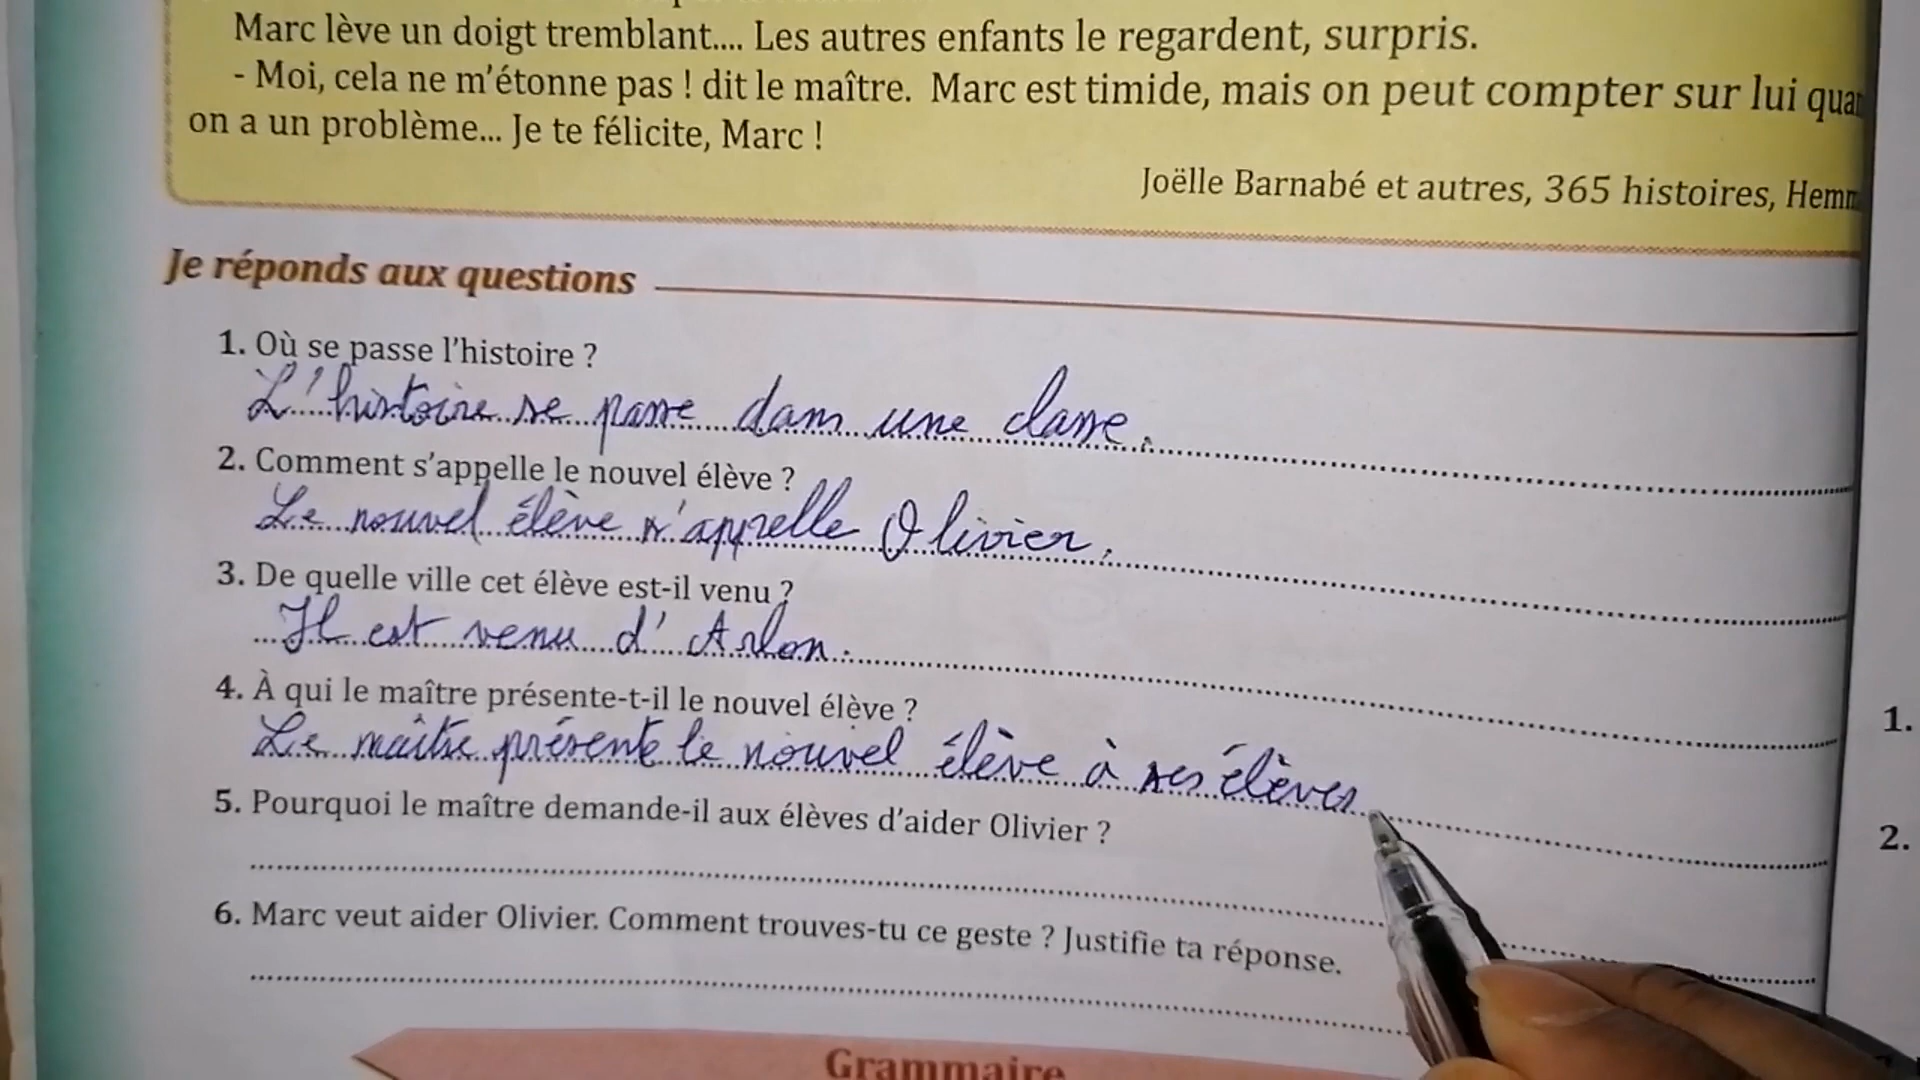 Marc lève un doigt tremblant.... Les autres enfants le regardent, surpris.
- Moi, cela ne m'étonne pas ! dit le maître. Marc est timide, mais on peut compter sur lui
on a un problème... Je te félicite, Marc !
Joëlle Barnabé et autres, 365 histoires,
Je réponds aux questions
1. Où se passe l'histoire ?
L'histoire se passe dans une classe.
2. Comment s'appelle le nouvel élève ?
Le nouvel élève s'appelle Olivier.
3. De quelle ville cet élève est-il venu ?
Il est venu d'Arlon.
4. À qui le maître présente-t-il le nouvel élève ?
Le maître présente le nouvel élève à ses élèves
5. Pourquoi le maître demande-il aux élèves d'aider Olivier ?
6. Marc veut aider Olivier. Comment trouves-tu ce geste ? Justifie ta réponse.
Grammaire
1.
2.